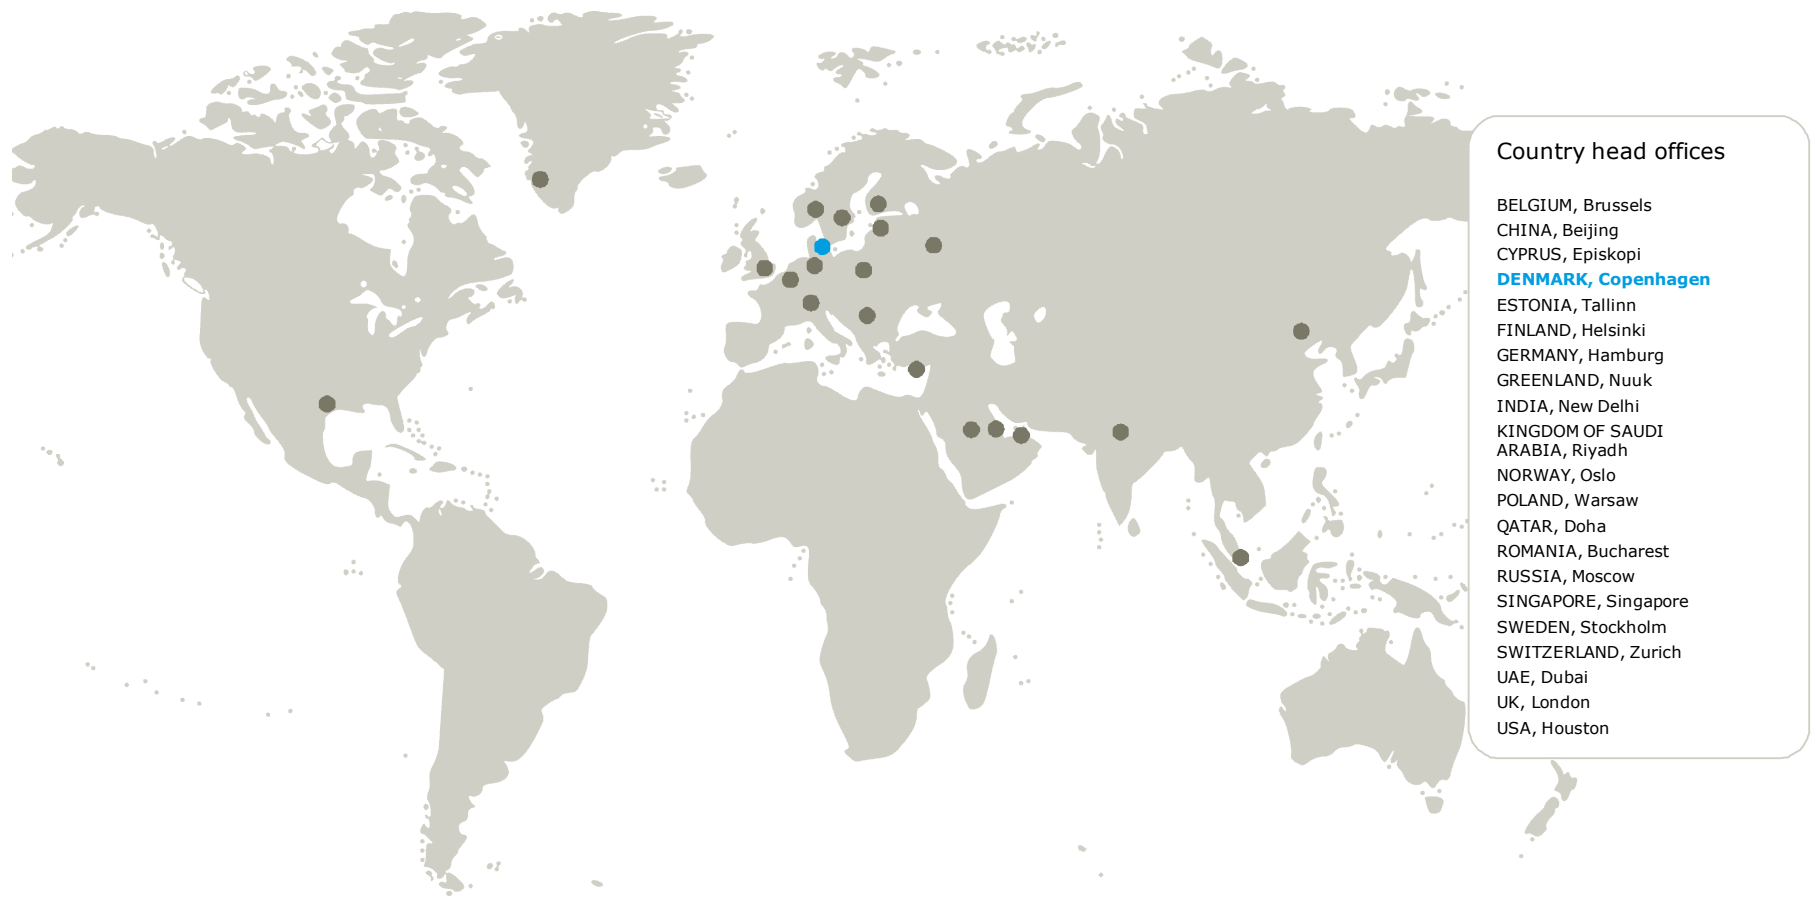 Country head offices
BELGIUM, Brussels
CHINA, Beijing
CYPRUS, Episkopi
DENMARK, Copenhagen
ESTONIA, Tallinn
FINLAND, Helsinki
GERMANY, Hamburg
GREENLAND, Nuuk
INDIA, New Delhi
KINGDOM OF SAUDI
ARABIA, Riyadh
NORWAY, Oslo
POLAND, Warsaw
QATAR, Doha
ROMANIA, Bucharest
RUSSIA, Moscow
SINGAPORE, Singapore
SWEDEN, Stockholm
SWITZERLAND, Zurich
UAE, Dubai
UK, London
USA, Houston